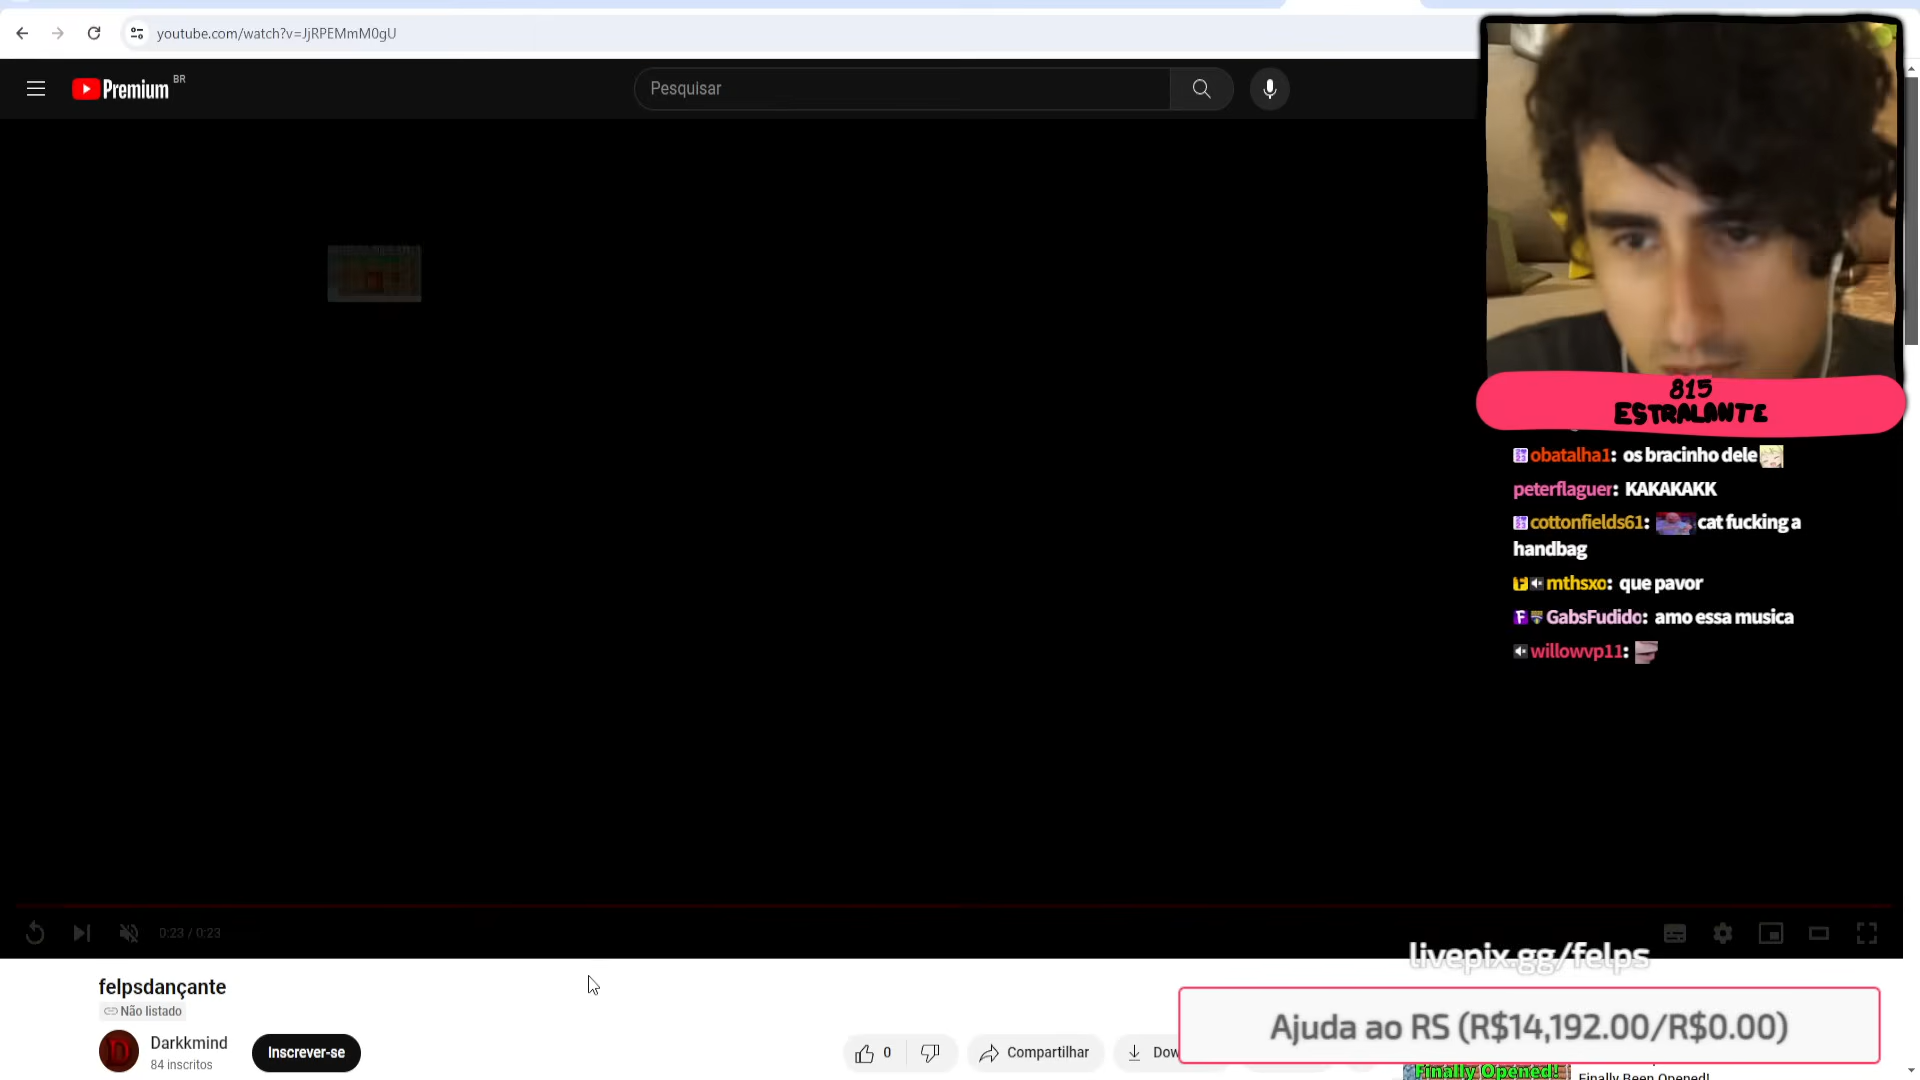 youtube.com/watch?v=JjRPEMmM0gU
Premium BR
Pesquisar
815
ESTRALANTE
obatalha1: os bracinho dele
peterflaguer: KAKAKAKK
cottonfields61: cat fucking a
handbag
mthsxo: que pavor
GabsFudido: amo essa musica
willowvp11:
0:23 / 0:23
livepix.gg/felps
felpsdançante
Não listado
Darkkmind
84 inscritos
Inscrever-se
0
Compartilhar
Dow
Ajuda ao RS (R$14,192.00/R$0.00)
Finally Opened!
Finally Been Opened!